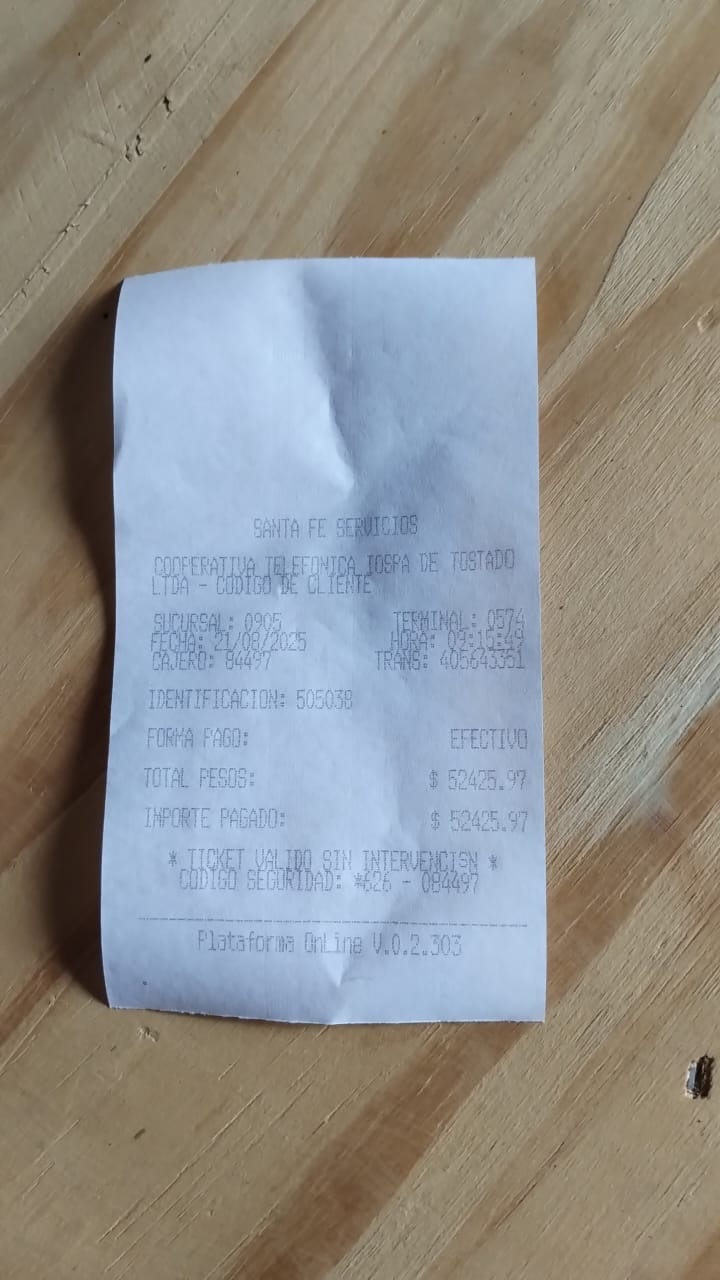 SANTA FE SERVICIOS
COOPERATIVA TELEFONICA TOSPA DE TOSTADO
LTDA - CODIGO DE CLIENTE
SUCURSAL: 0905 TERMINAL: 0574
FECHA: 21/08/2025 HORA: 09:15:49
CAJERO: 84497 TRANS: 405643351
IDENTIFICACION: 505038
FORMA PAGO: EFECTIVO
TOTAL PESOS: $ 52425.97
IMPORTE PAGADO: $ 52425.97
* TICKET VALIDO SIN INTERVENCISN *
CODIGO SEGURIDAD: *626 - 084497
Plataforma OnLine V.0.2.303